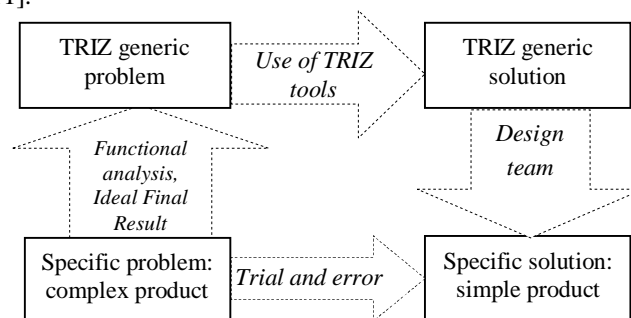 1].
TRIZ generic
problem
Use of TRIZ
tools
TRIZ generic
solution
Functional
analysis,
Ideal Final
Result
Design
team
Specific problem:
complex product
Trial and error
Specific solution:
simple product